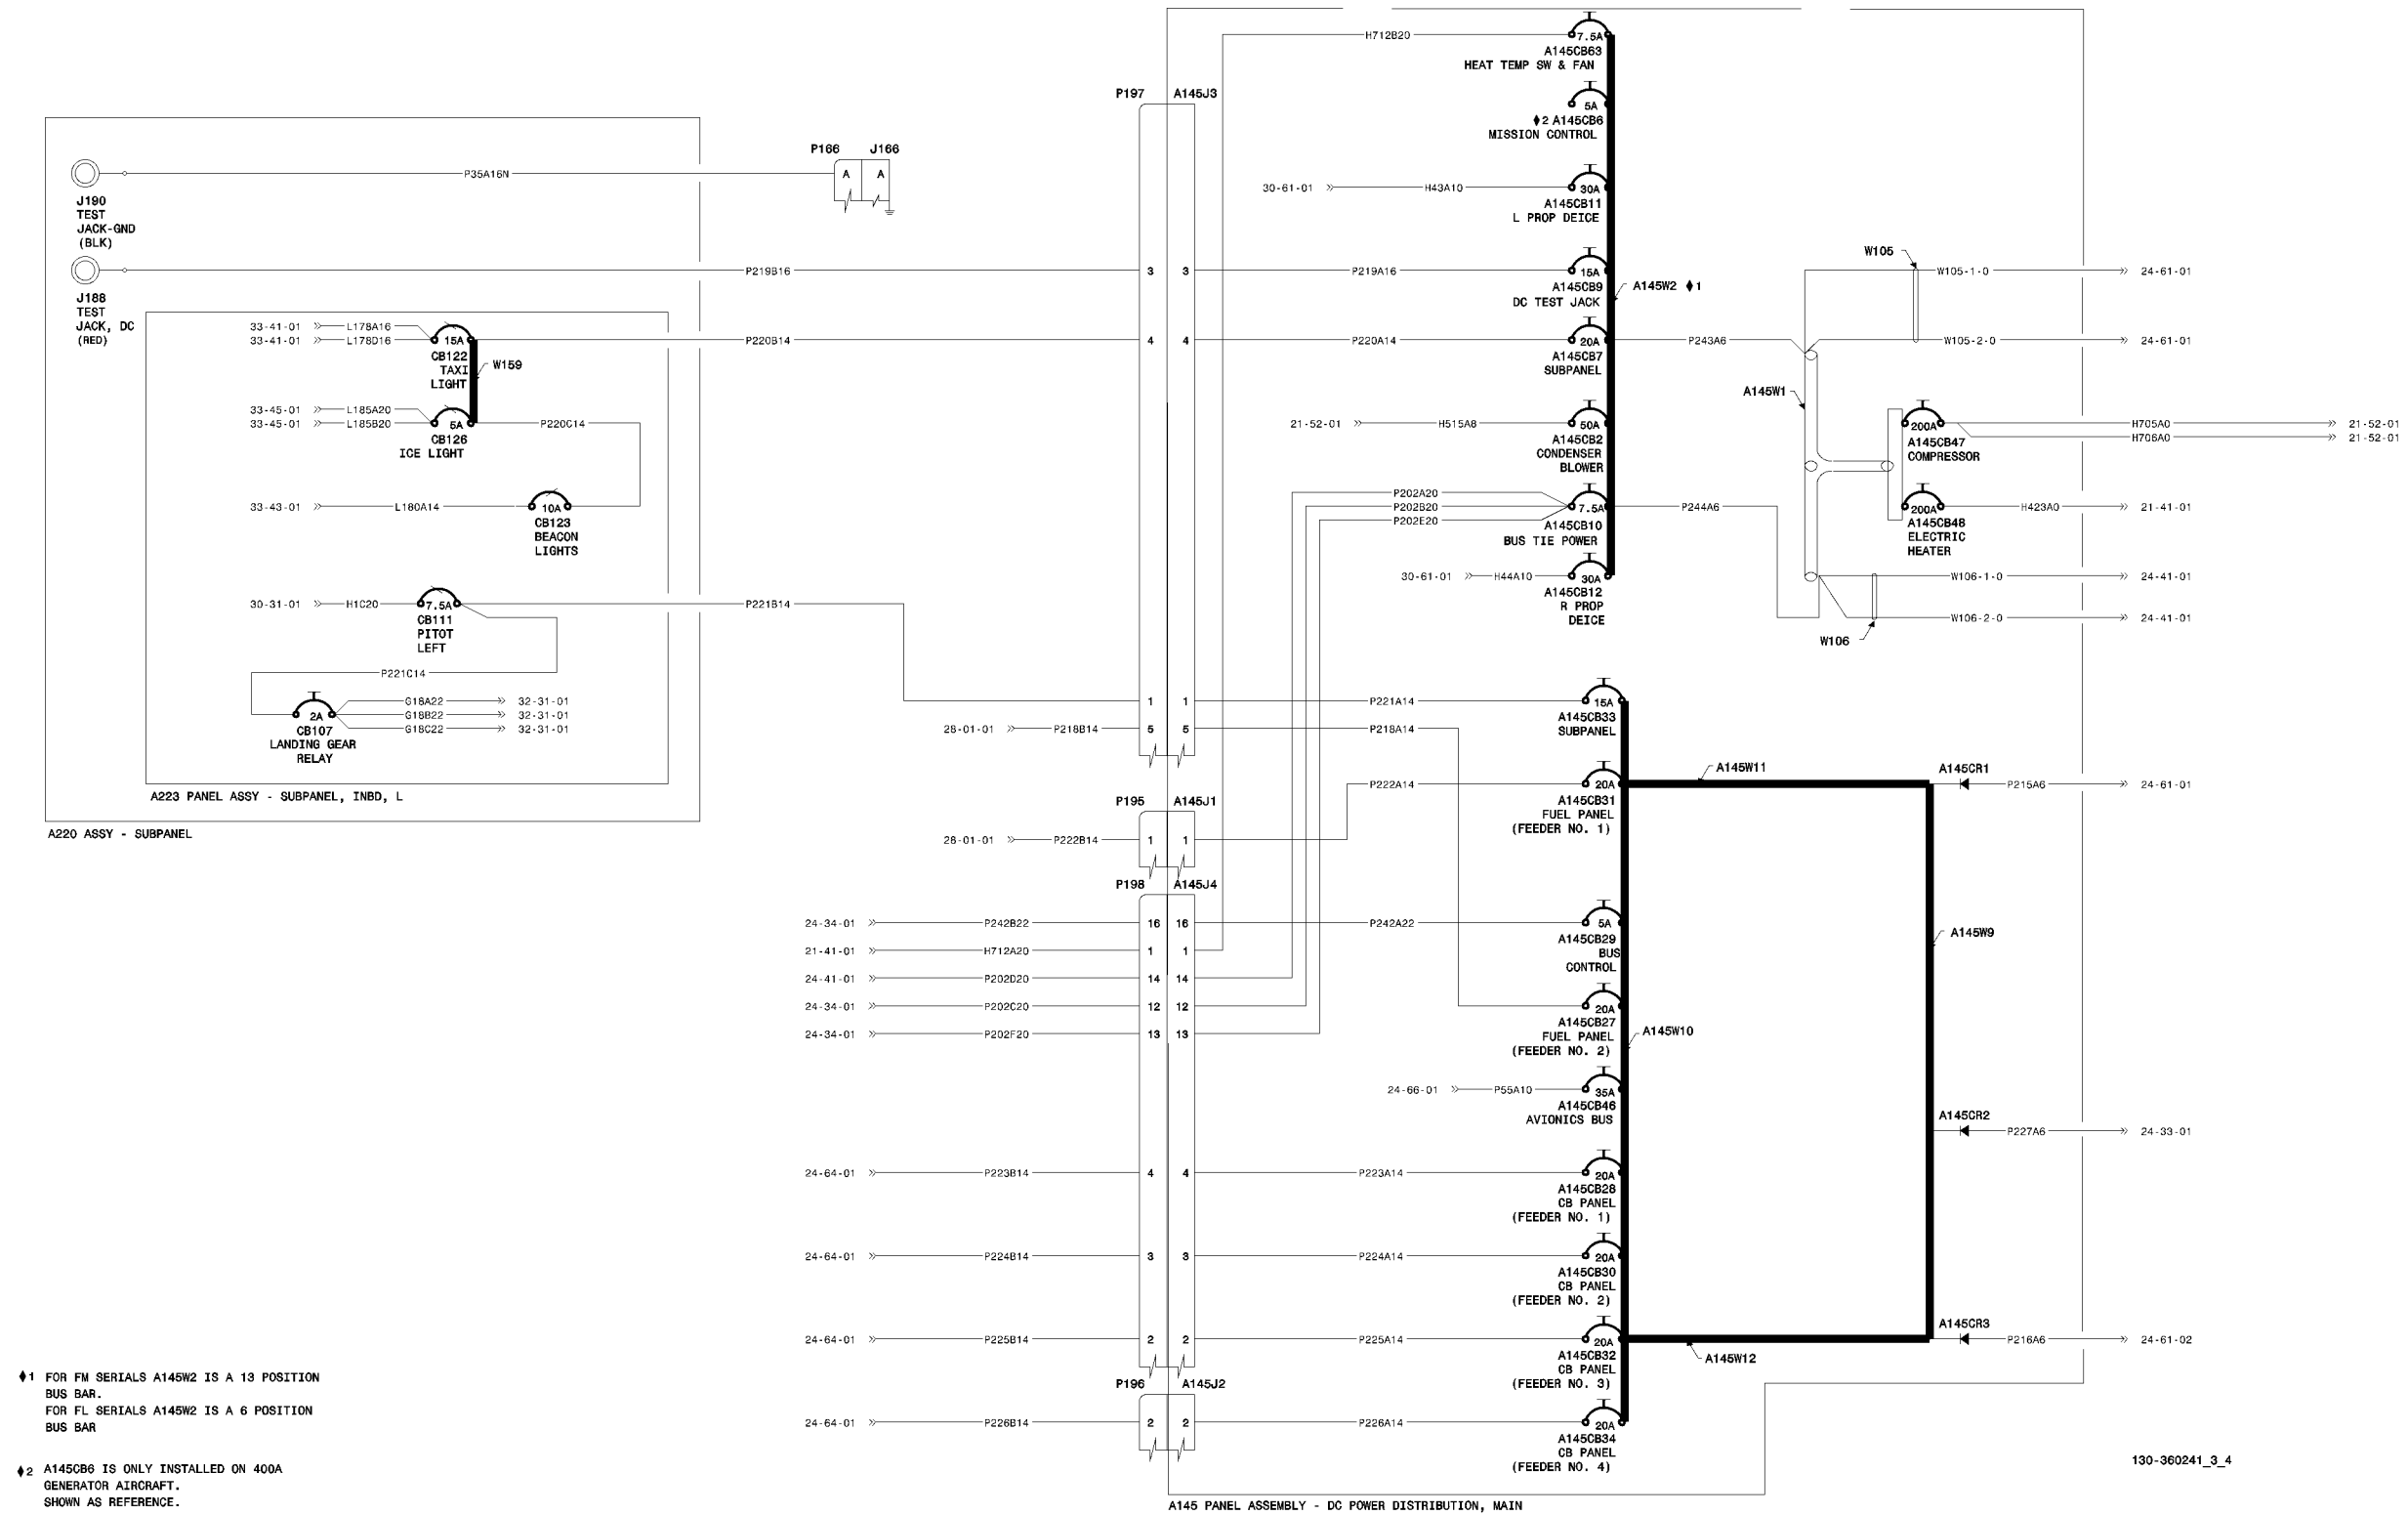 H712B20
7.5A
A145CB63
HEAT TEMP SW & FAN
P197 A145J3
5A
♦2 A145CB6
MISSION CONTROL
P166 J166
A A
P35A16N
J190
TEST
JACK-GND
(BLK)
30-61-01 H43A10
30A
A145CB11
L PROP DEICE
P219B16
3 3
P219A16
15A
A145CB9
DC TEST JACK
J188
TEST
JACK, DC
(RED)
A145W2 ♦1
W105
W105-1-0 24-61-01
33-41-01 L178A16
33-41-01 L178D16
15A
CB122
TAXI
LIGHT
W159
P220B14
4 4
P220A14
20A
A145CB7
SUBPANEL
P243A6
W105-2-0 24-61-01
A145W1
33-45-01 L185A20
33-45-01 L185B20
5A
CB126
ICE LIGHT
P220C14
21-52-01 H515A8
50A
A145CB2
CONDENSER
BLOWER
200A
A145CB47
COMPRESSOR
H705A0 21-52-01
H706A0 21-52-01
33-43-01 L180A14
10A
CB123
BEACON
LIGHTS
P202A20
P202B20
P202E20
7.5A
A145CB10
BUS TIE POWER
P244A6
200A
A145CB48
ELECTRIC
HEATER
H423A0 21-41-01
30-61-01 H44A10
30A
A145CB12
R PROP
DEICE
W106-1-0 24-41-01
W106-2-0 24-41-01
W106
30-31-01 H1C20
7.5A
CB111
PITOT
LEFT
P221B14
P221C14
2A
CB107
LANDING GEAR
RELAY
G18A22 32-31-01
G18B22 32-31-01
G18C22 32-31-01
1 1
P221A14
15A
A145CB33
SUBPANEL
28-01-01 P218B14
5 5
P218A14
A145W11
A145CR1
P215A6 24-61-01
A223 PANEL ASSY - SUBPANEL, INBD, L
A220 ASSY - SUBPANEL
P222A14
20A
A145CB31
FUEL PANEL
(FEEDER NO. 1)
P195 A145J1
28-01-01 P222B14
1 1
P198 A145J4
24-34-01 P242B22
16 16
P242A22
5A
A145CB29
BUS
CONTROL
A145W9
21-41-01 H712A20
1 1
24-41-01 P202D20
14 14
24-34-01 P202C20
12 12
24-34-01 P202F20
13 13
20A
A145CB27
FUEL PANEL
(FEEDER NO. 2)
A145W10
24-66-01 P55A10
35A
A145CB46
AVIONICS BUS
A145CR2
P227A6 24-33-01
24-64-01 P223B14
4 4
P223A14
20A
A145CB28
CB PANEL
(FEEDER NO. 1)
24-64-01 P224B14
3 3
P224A14
20A
A145CB30
CB PANEL
(FEEDER NO. 2)
24-64-01 P225B14
2 2
P225A14
20A
A145CB32
CB PANEL
(FEEDER NO. 3)
A145CR3
P216A6 24-61-02
A145W12
P196 A145J2
24-64-01 P226B14
2 2
P226A14
20A
A145CB34
CB PANEL
(FEEDER NO. 4)
♦1 FOR FM SERIALS A145W2 IS A 13 POSITION
BUS BAR.
FOR FL SERIALS A145W2 IS A 6 POSITION
BUS BAR
♦2 A145CB6 IS ONLY INSTALLED ON 400A
GENERATOR AIRCRAFT.
SHOWN AS REFERENCE.
130-360241_3_4
A145 PANEL ASSEMBLY - DC POWER DISTRIBUTION, MAIN